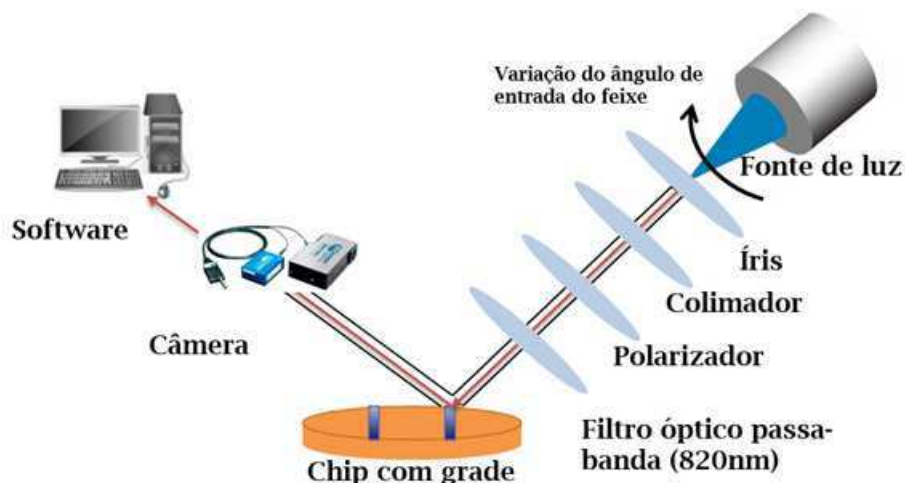 Variação do ângulo de
entrada do feixe
Fonte de luz
Software
Íris
Colimador
Câmera
Polarizador
Filtro óptico passa-
banda (820nm)
Chip com grade